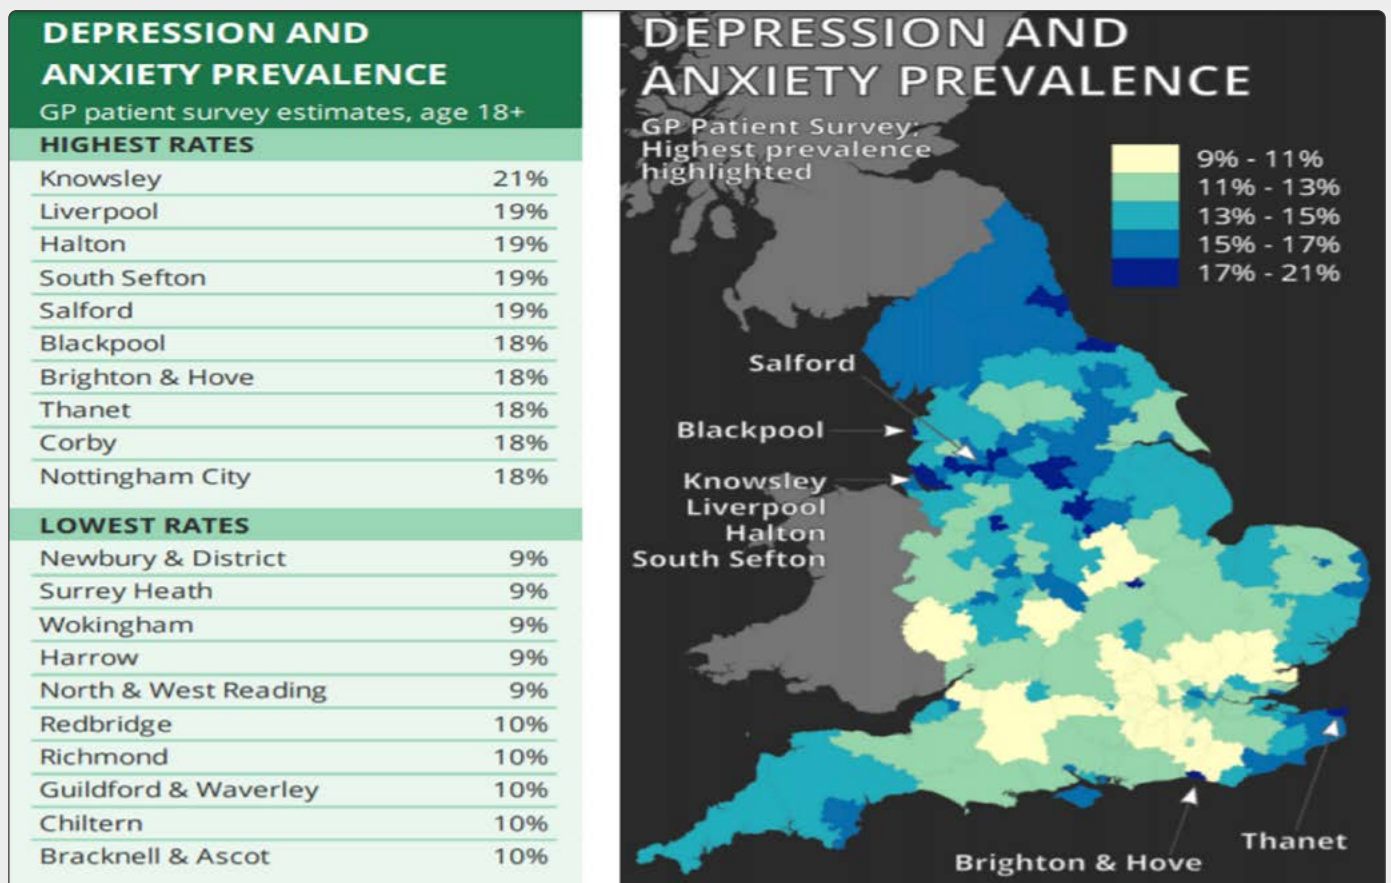 DEPRESSION AND
ANXIETY PREVALENCE
GP patient survey estimates, age 18+
HIGHEST RATES
Knowsley 21%
Liverpool 19%
Halton 19%
South Sefton 19%
Salford 19%
Blackpool 18%
Brighton & Hove 18%
Thanet 18%
Corby 18%
Nottingham City 18%
LOWEST RATES
Newbury & District 9%
Surrey Heath 9%
Wokingham 9%
Harrow 9%
North & West Reading 9%
Redbridge 10%
Richmond 10%
Guildford & Waverley 10%
Chiltern 10%
Bracknell & Ascot 10%
DEPRESSION AND
ANXIETY PREVALENCE
GP Patient Survey;
Highest prevalence
highlighted
9% - 11%
11% - 13%
13% - 15%
15% - 17%
17% - 21%
Salford
Blackpool
Knowsley
Liverpool
Halton
South Sefton
Thanet
Brighton & Hove